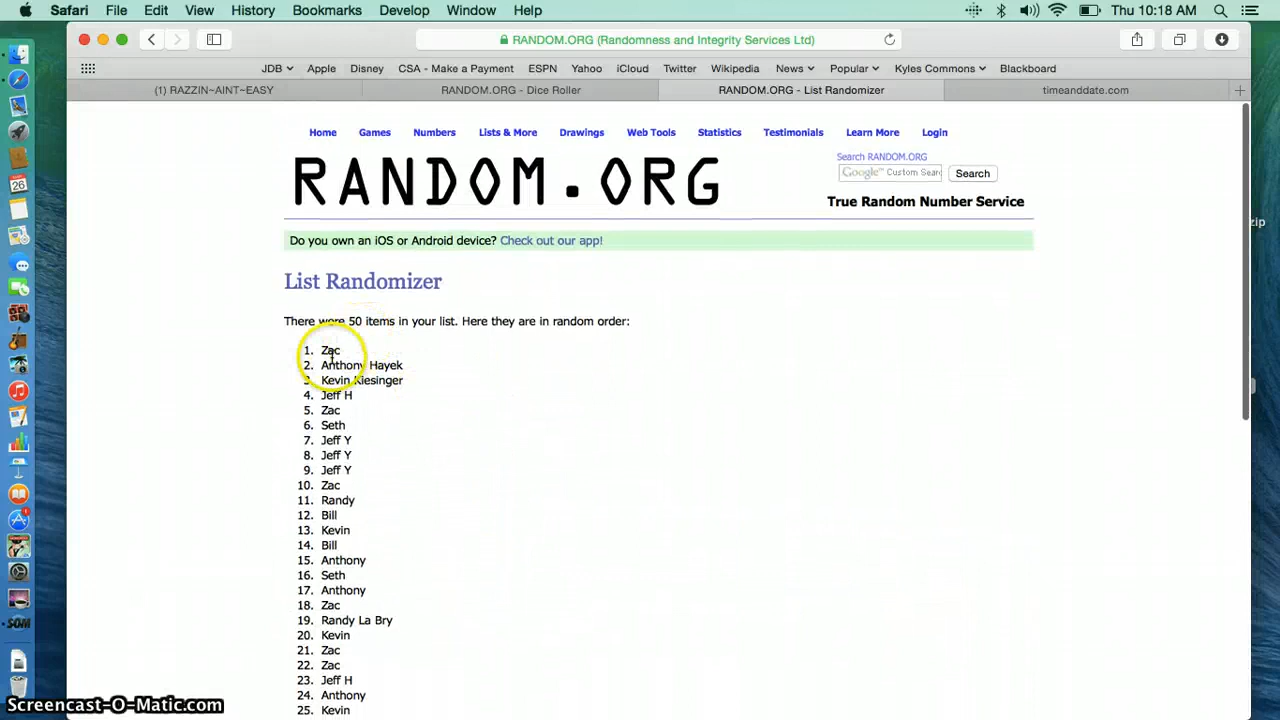 Safari File Edit View History Bookmarks Develop Window Help Thu 10:18 AM
RANDOM.ORG (Randomness and Integrity Services Ltd)
JDB Apple Disney CSA - Make a Payment ESPN Yahoo iCloud Twitter Wikipedia News Popular Kyles Commons Blackboard
(1) RAZZIN~AINT~EASY RANDOM.ORG - Dice Roller RANDOM.ORG - List Randomizer timeanddate.com
Home Games Numbers Lists & More Drawings Web Tools Statistics Testimonials Learn More Login
RANDOM.ORG
Search RANDOM.ORG
Google Custom Sear Search
True Random Number Service
Do you own an iOS or Android device? Check out our app!
List Randomizer
There were 50 items in your list. Here they are in random order:
1. Zac
2. Anthony Hayek
3. Kevin Kiesinger
4. Jeff H
5. Zac
6. Seth
7. Jeff Y
8. Jeff Y
9. Jeff Y
10. Zac
11. Randy
12. Bill
13. Kevin
14. Bill
15. Anthony
16. Seth
17. Anthony
18. Zac
19. Randy La Bry
20. Kevin
21. Zac
22. Zac
23. Jeff H
24. Anthony
25. Kevin
zip
26
SOM
Screencast-O-Matic.com